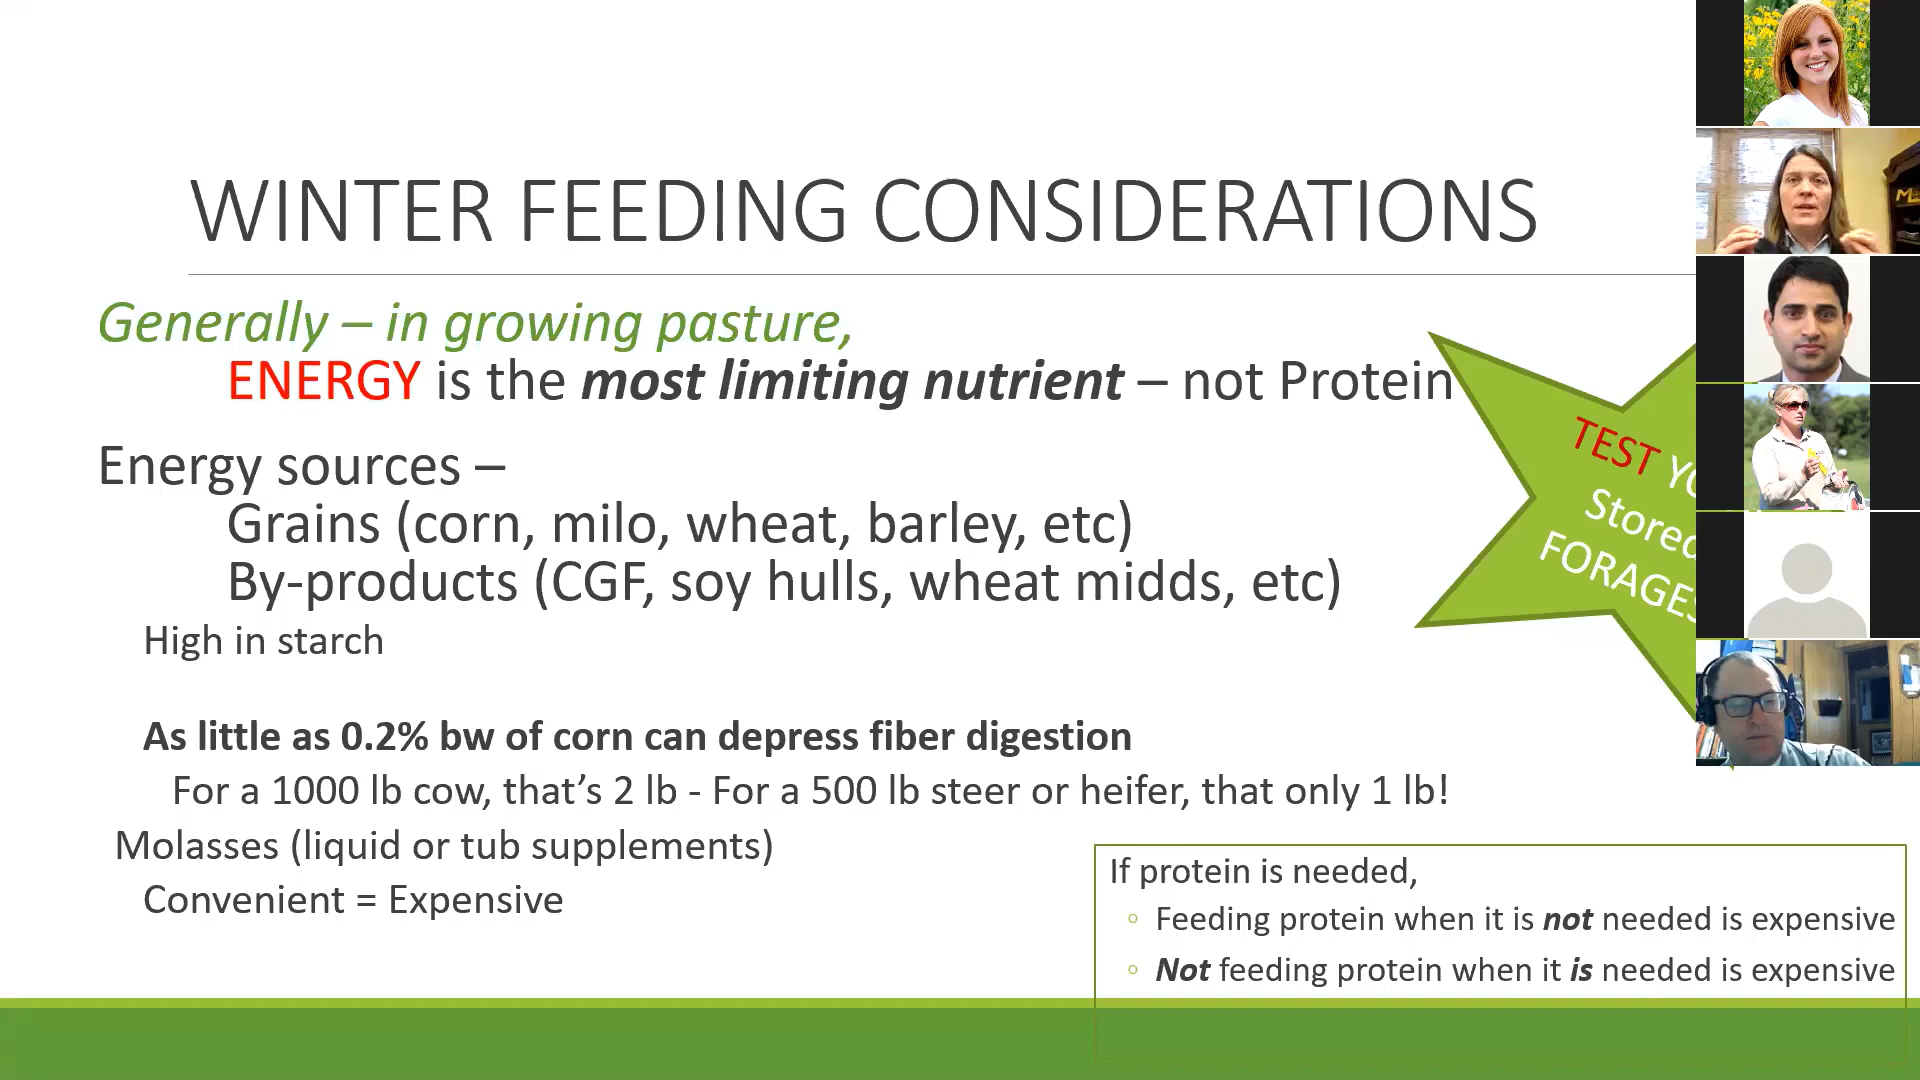 WINTER FEEDING CONSIDERATIONS
Generally – in growing pasture,
ENERGY is the most limiting nutrient – not Protein
Energy sources –
Grains (corn, milo, wheat, barley, etc)
By-products (CGF, soy hulls, wheat midds, etc)
High in starch
As little as 0.2% bw of corn can depress fiber digestion
For a 1000 lb cow, that’s 2 lb - For a 500 lb steer or heifer, that only 1 lb!
Molasses (liquid or tub supplements)
Convenient = Expensive
TEST
Stored
FORAGES
If protein is needed,
◦ Feeding protein when it is not needed is expensive
◦ Not feeding protein when it is needed is expensive